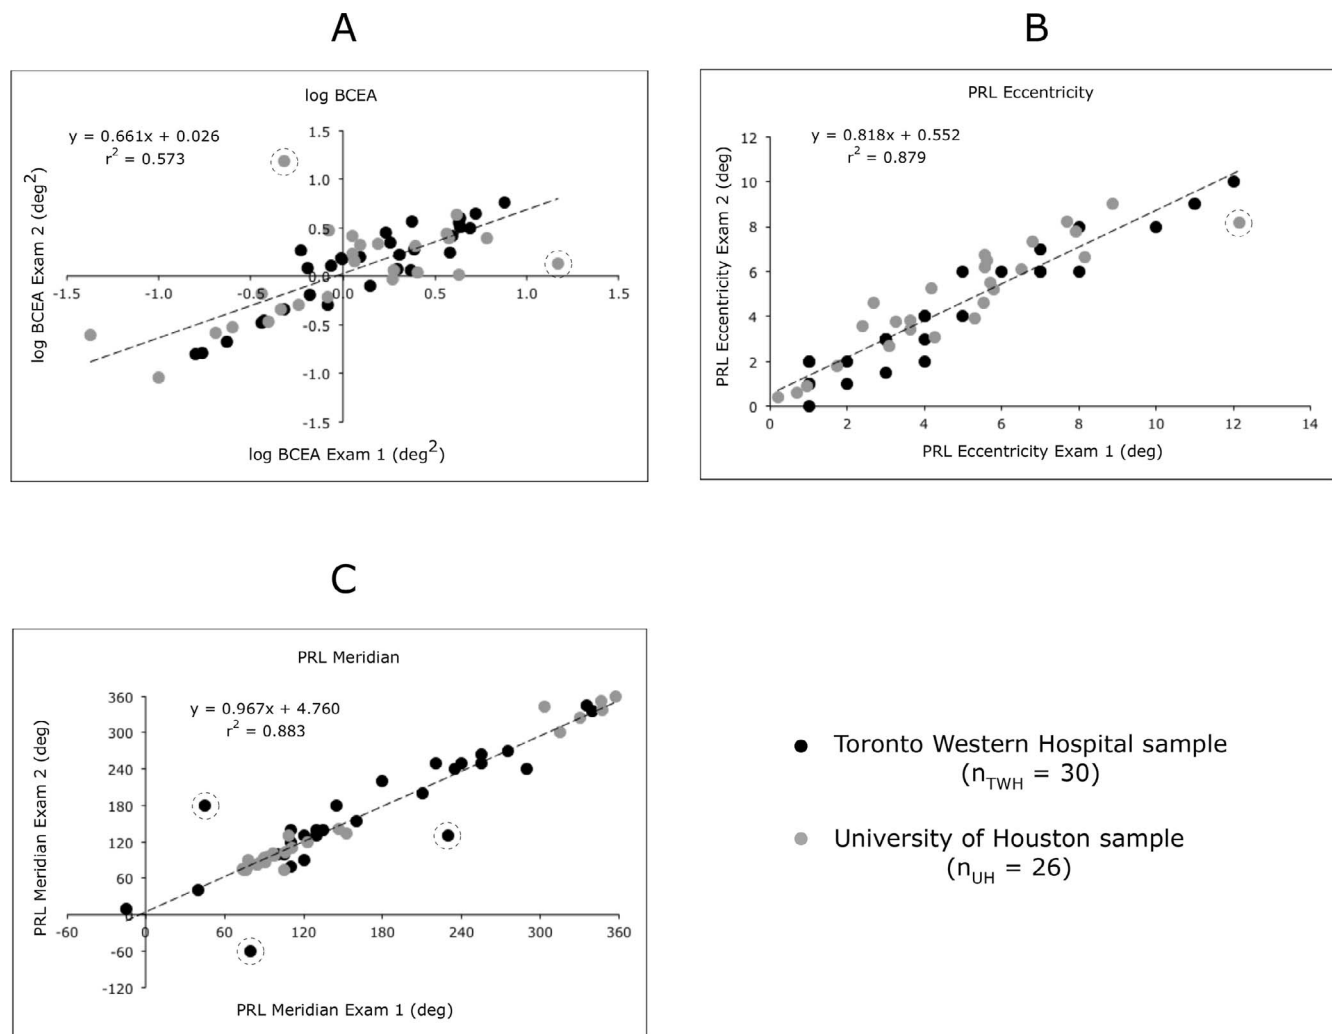 A
log BCEA
y = 0.661x + 0.026
r² = 0.573
log BCEA Exam 2 (deg²)
1.5
1.0
0.5
0.0
-0.5
-1.0
-1.5
-1.5 -1.0 -0.5 0.0 0.5 1.0 1.5
log BCEA Exam 1 (deg²)
B
PRL Eccentricity
y = 0.818x + 0.552
r² = 0.879
PRL Eccentricity Exam 2 (deg)
12
10
8
6
4
2
0
0 2 4 6 8 10 12 14
PRL Eccentricity Exam 1 (deg)
C
PRL Meridian
y = 0.967x + 4.760
r² = 0.883
PRL Meridian Exam 2 (deg)
360
300
240
180
120
60
-60
-120
-60 0 60 120 180 240 300 360
PRL Meridian Exam 1 (deg)
Toronto Western Hospital sample
(n_TWH = 30)
University of Houston sample
(n_UH = 26)